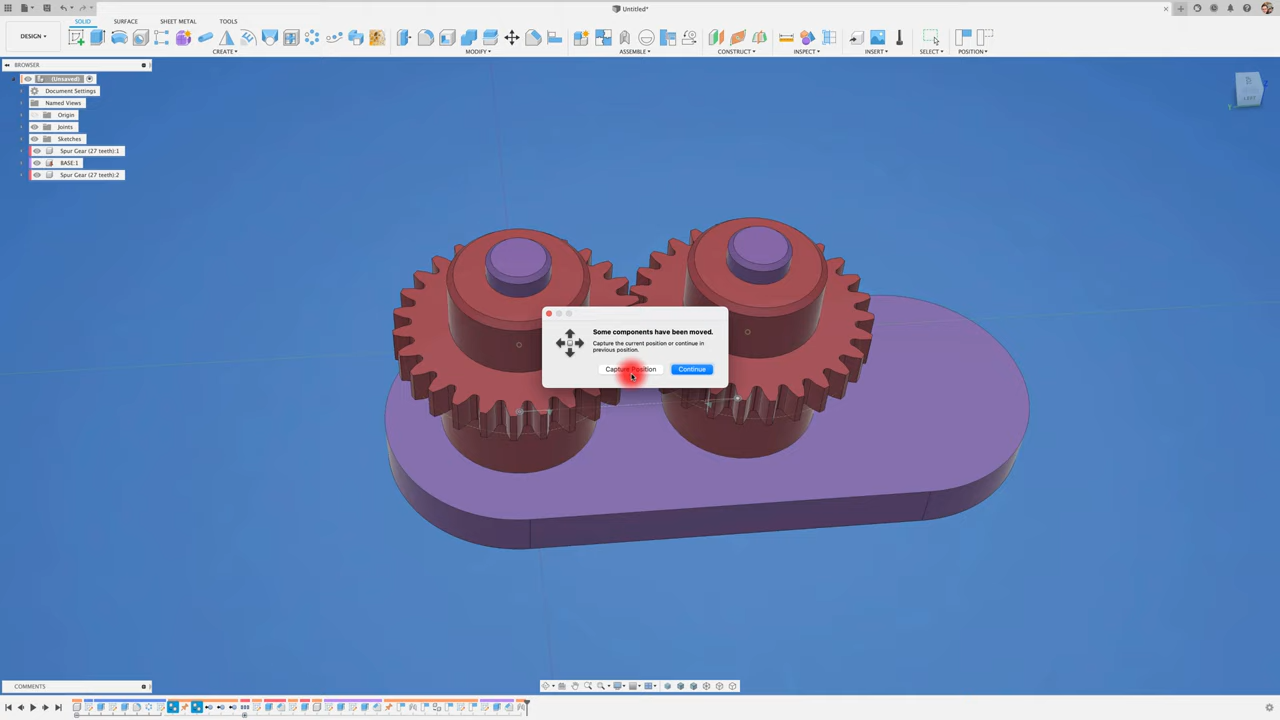 Untitled*
DESIGN
SOLID
SURFACE
SHEET METAL
TOOLS
CREATE
MODIFY
ASSEMBLE
CONSTRUCT
INSPECT
INSERT
SELECT
POSITION
BROWSER
(Unsaved)
Document Settings
Named Views
Origin
Joints
Sketches
Spur Gear (27 teeth):1
BASE:1
Spur Gear (27 teeth):2
Some components have been moved.
Capture the current position or continue in
previous position.
Capture Position
Continue
COMMENTS